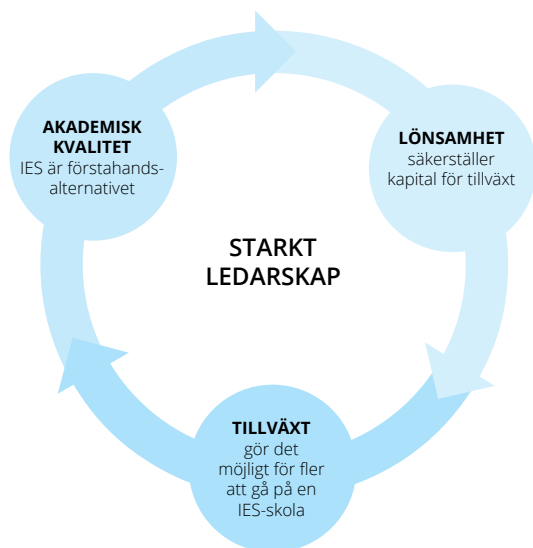 AKADEMISK
KVALITET
IES är förstahands-
alternativet
LÖNSAMHET
säkerställer
kapital för tillväxt
STARKT
LEDARSKAP
TILLVÄXT
gör det
möjligt för fler
att gå på en
IES-skola